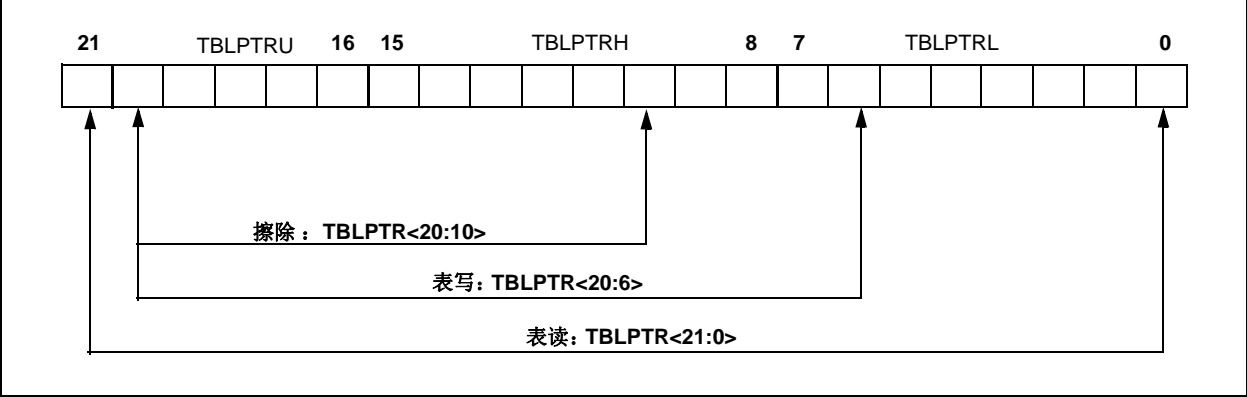 21 TBLPTRU 16 15 TBLPTRH 8 7 TBLPTRL 0
擦除：TBLPTR<20:10>
表写：TBLPTR<20:6>
表读：TBLPTR<21:0>